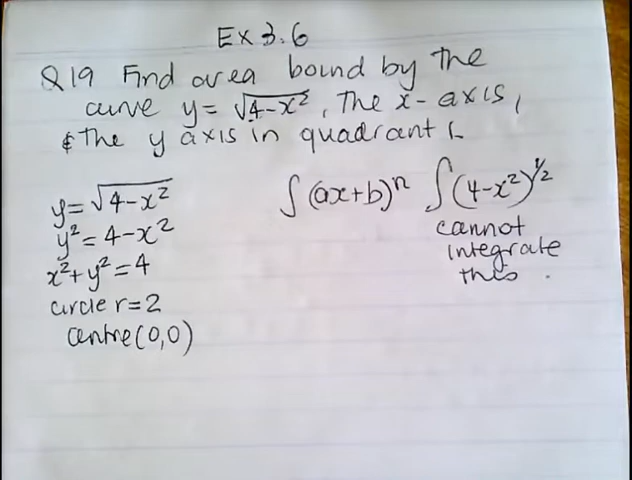 Ex 3.6
Q 19 Find area bound by the
curve y = √4-x², The x-axis,
& the y axis in quadrant 1.
y = √4-x²
y² = 4-x²
x²+y² = 4
circle r=2
centre (0,0)
∫(ax+b)ⁿ ∫(4-x²)^1/2
cannot
integrate
this .